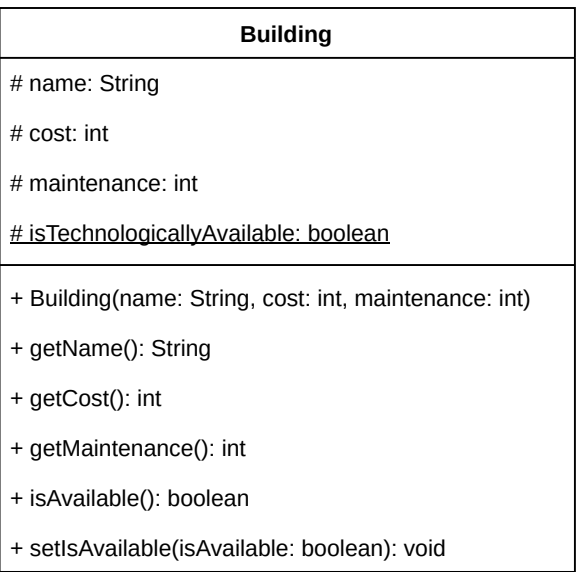 Building
# name: String
# cost: int
# maintenance: int
# isTechnologicallyAvailable: boolean
+ Building(name: String, cost: int, maintenance: int)
+ getName(): String
+ getCost(): int
+ getMaintenance(): int
+ isAvailable(): boolean
+ setIsAvailable(isAvailable: boolean): void